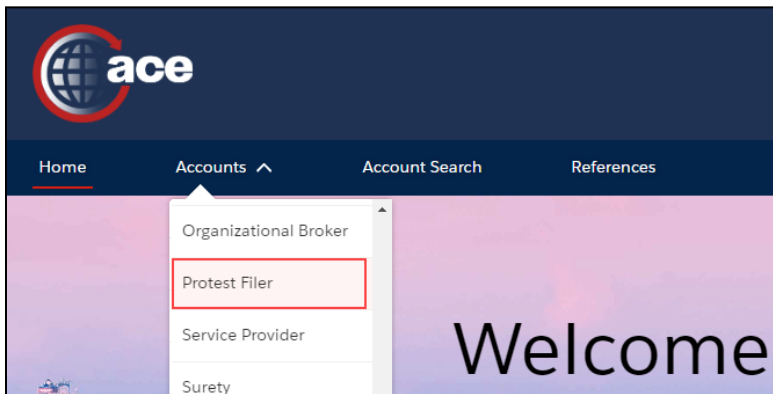 ace
Home Accounts Account Search References
Organizational Broker
Protest Filer
Service Provider
Surety
Welcome